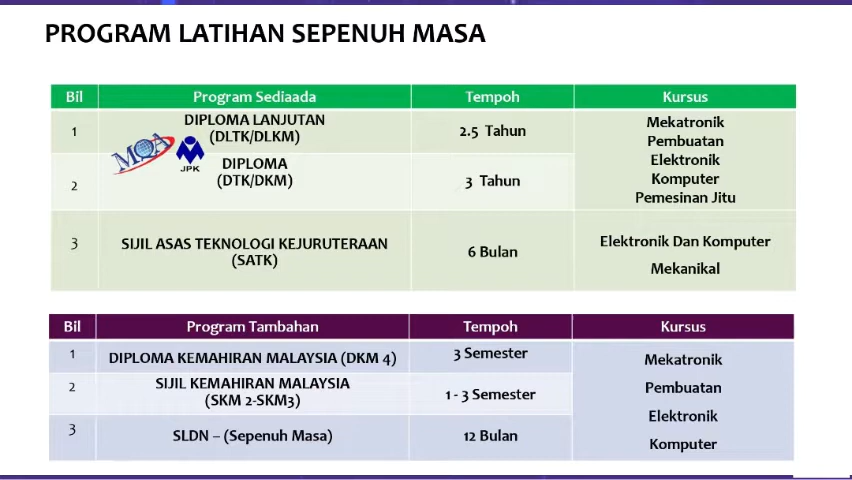 PROGRAM LATIHAN SEPENUH MASA
Bil Program Sediaada Tempoh Kursus
1 DIPLOMA LANJUTAN
(DLTK/DLKM) 2.5 Tahun
MQA
JPK
2 DIPLOMA
(DTK/DKM) 3 Tahun
Mekatronik
Pembuatan
Elektronik
Komputer
Pemesinan Jitu
3 SIJIL ASAS TEKNOLOGI KEJURUTERAAN
(SATK) 6 Bulan
Elektronik Dan Komputer
Mekanikal
Bil Program Tambahan Tempoh Kursus
1 DIPLOMA KEMAHIRAN MALAYSIA (DKM 4) 3 Semester
2 SIJIL KEMAHIRAN MALAYSIA
(SKM 2-SKM3) 1 - 3 Semester
3 SLDN – (Sepenuh Masa) 12 Bulan
Mekatronik
Pembuatan
Elektronik
Komputer